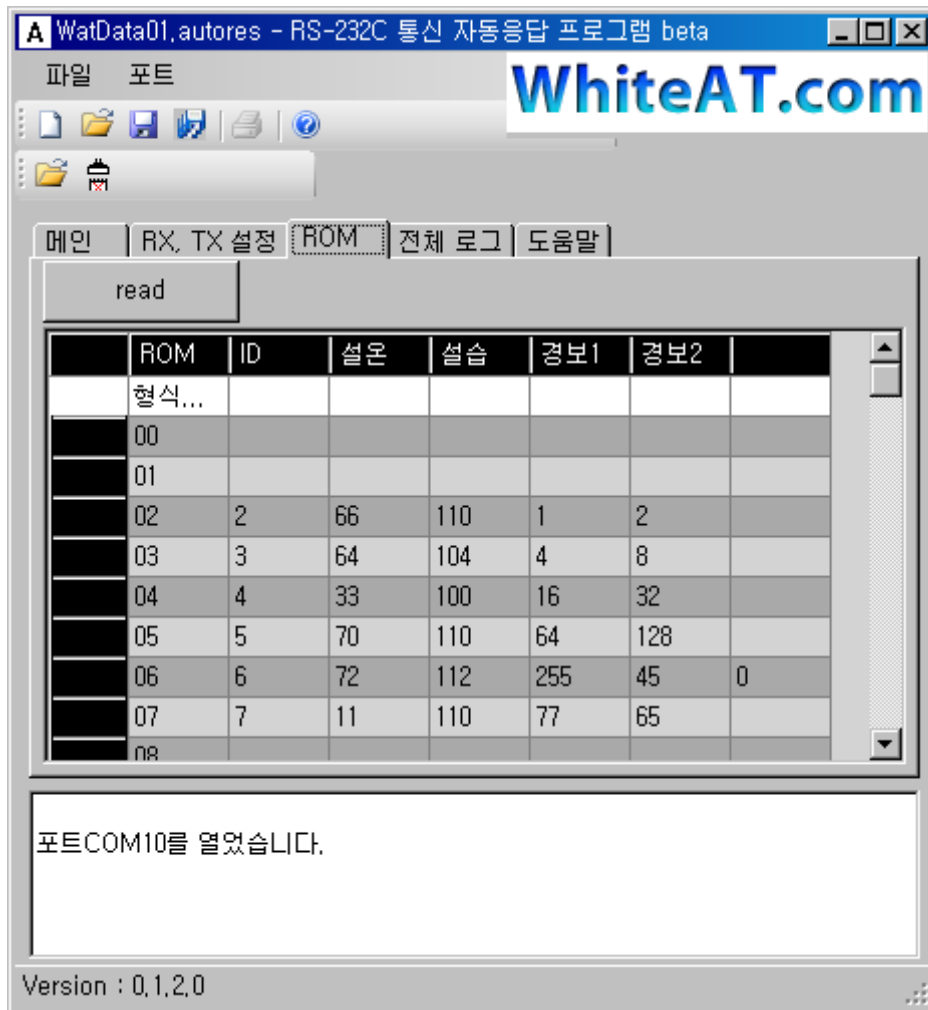 A WatData01.autores - RS-232C 통신 자동응답 프로그램 beta
파일 포트
WhiteAT.com
메인 RX, TX 설정 ROM 전체 로그 도움말
read
ROM ID 설온 설습 경보1 경보2
형식...
00
01
02 2 66 110 1 2
03 3 64 104 4 8
04 4 33 100 16 32
05 5 70 110 64 128
06 6 72 112 255 45 0
07 7 11 110 77 65
08
포트COM10를 열었습니다.
Version : 0,1,2,0